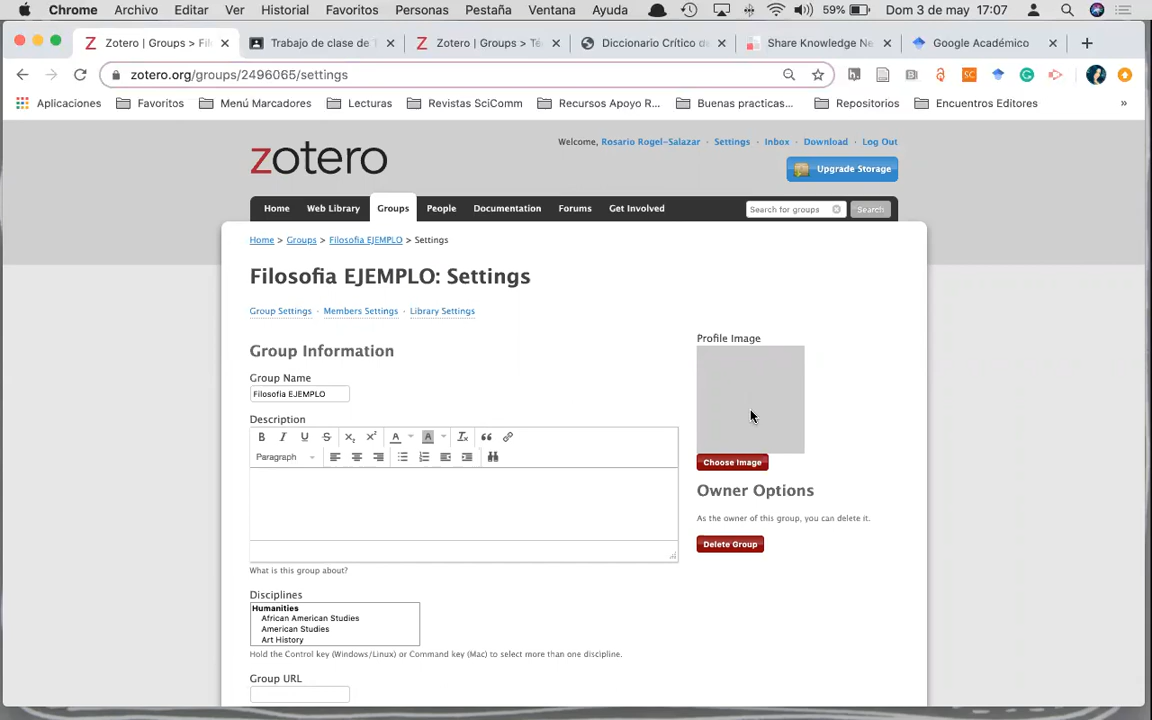 Chrome Archivo Editar Ver Historial Favoritos Personas Pestaña Ventana Ayuda 59% Dom 3 de may 17:07
Zotero | Groups > Fil Trabajo de clase de T Zotero | Groups > Té Diccionario Crítico d Share Knowledge Ne Google Académico
zotero.org/groups/2496065/settings
Aplicaciones Favoritos Menú Marcadores Lecturas Revistas SciComm Recursos Apoyo R... Buenas practicas... Repositorios Encuentros Editores »
zotero
Welcome, Rosario Rogel-Salazar · Settings · Inbox · Download · Log Out
Upgrade Storage
Home Web Library Groups People Documentation Forums Get Involved Search for groups Search
Home > Groups > Filosofia EJEMPLO > Settings
Filosofia EJEMPLO: Settings
Group Settings · Members Settings · Library Settings
Profile Image
Group Information
Group Name
Filosofia EJEMPLO
Description
B I U S X₂ X² A A Tx
Paragraph
Choose Image
Owner Options
As the owner of this group, you can delete it.
Delete Group
What is this group about?
Disciplines
Humanities
African American Studies
American Studies
Art History
Hold the Control key (Windows/Linux) or Command key (Mac) to select more than one discipline.
Group URL